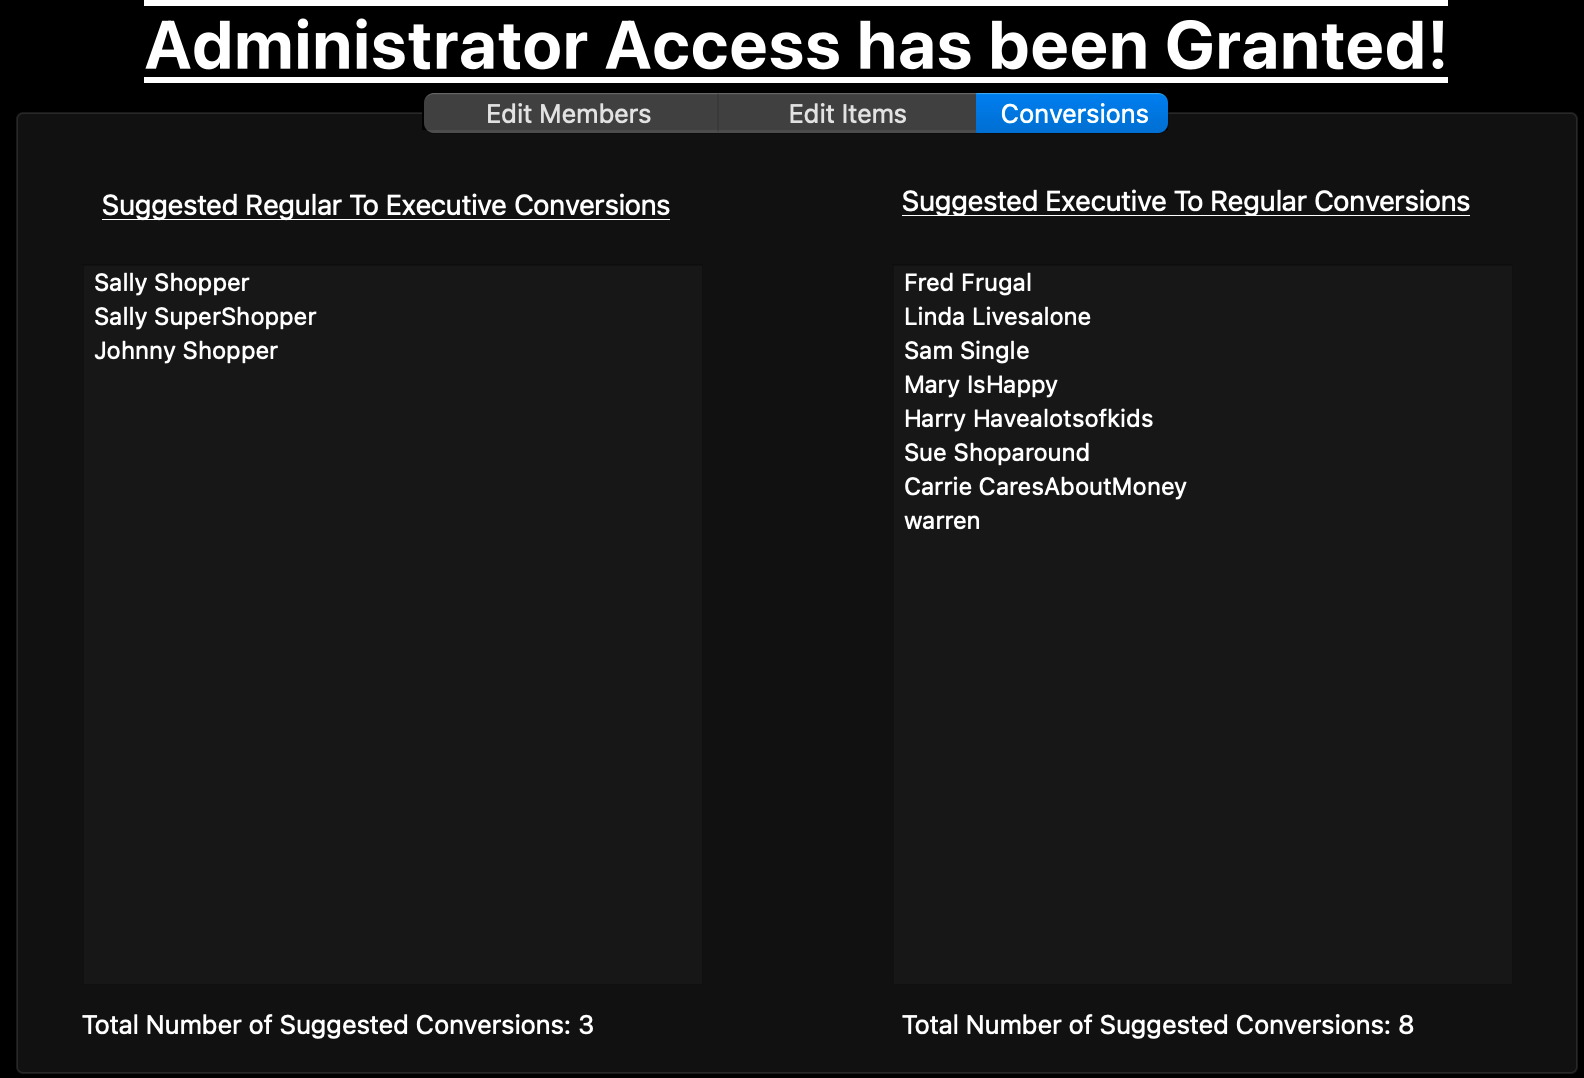 Administrator Access has been Granted!
Edit Members
Edit Items
Conversions
Suggested Regular To Executive Conversions
Sally Shopper
Sally SuperShopper
Johnny Shopper
Total Number of Suggested Conversions: 3
Suggested Executive To Regular Conversions
Fred Frugal
Linda Livesalone
Sam Single
Mary IsHappy
Harry Havealotsofkids
Sue Shoparound
Carrie CaresAboutMoney
warren
Total Number of Suggested Conversions: 8